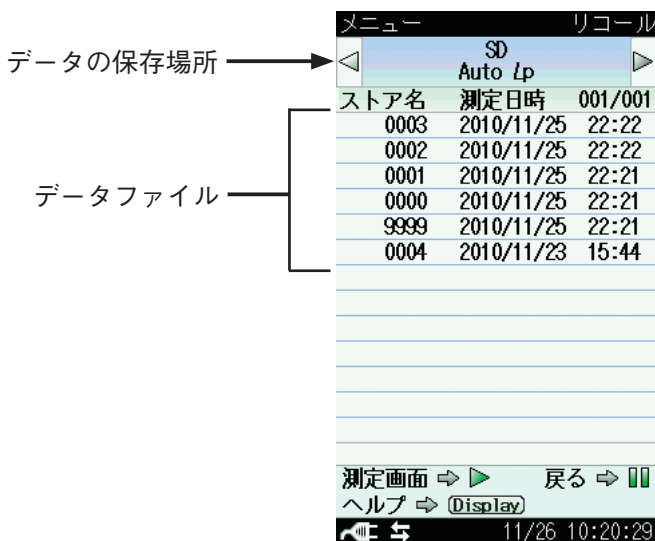 メニュー リコール
データの保存場所
SD
Auto Lp
ストア名 測定日時 001/001
0003 2010/11/25 22:22
0002 2010/11/25 22:22
データファイル
0001 2010/11/25 22:21
0000 2010/11/25 22:21
9999 2010/11/25 22:21
0004 2010/11/23 15:44
測定画面 ⇨ ▷ 戻る ⇨
ヘルプ ⇨ Display
11/26 10:20:29